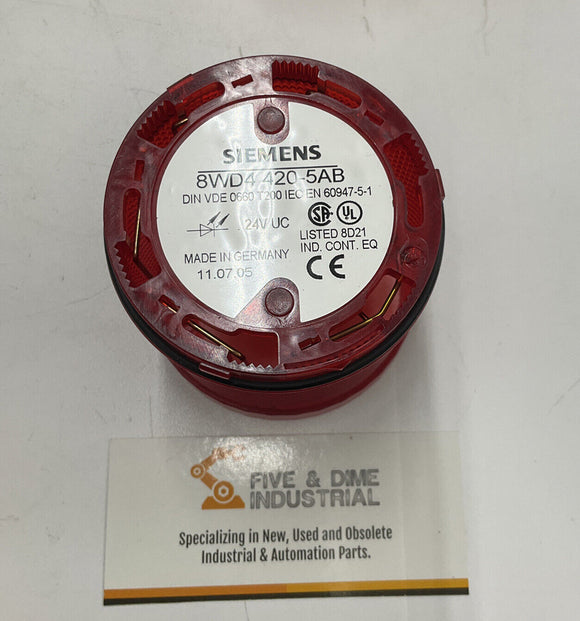 SIEMENS
8WD4 420-5AB
DIN VDE 0660 T200 IEC EN 60947-5-1
24V UC
SA
UL
LISTED 8D21
IND. CONT. EQ
MADE IN GERMANY
11.07.05
CE
FIVE & DIME
INDUSTRIAL
Specializing in New, Used and Obsolete
Industrial & Automation Parts.